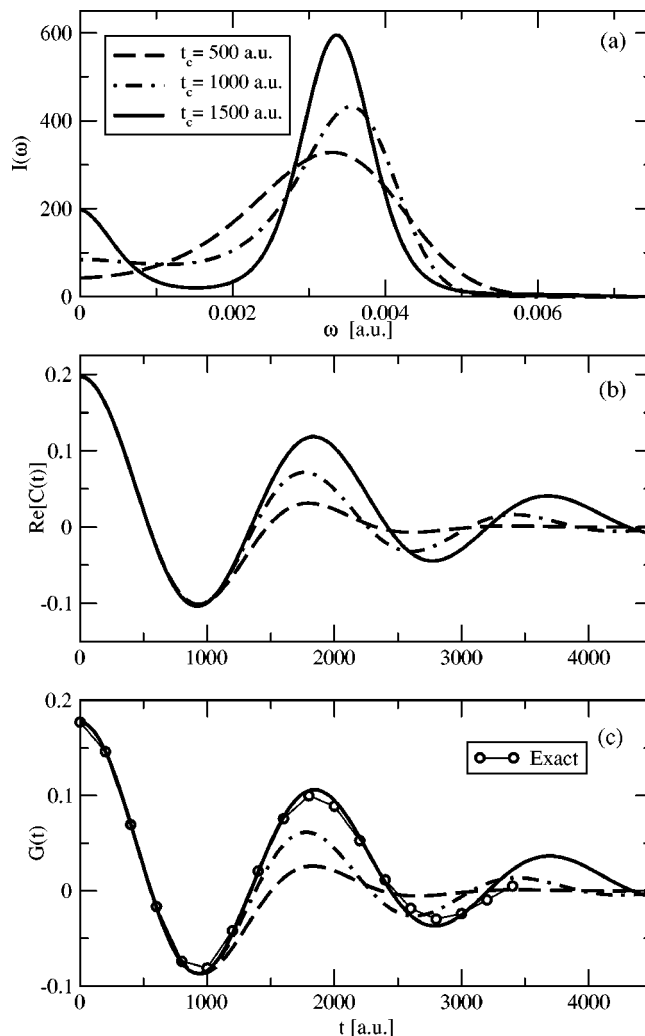 600
(a)
t_c = 500 a.u.
t_c = 1000 a.u.
t_c = 1500 a.u.
400
I(ω)
200
0
0 0.002 0.004 0.006
ω [a.u.]
0.2
(b)
0.1
Re[C(t)]
0
-0.1
0 1000 2000 3000 4000
0.2
(c)
Exact
0.1
G(t)
0
-0.1
0 1000 2000 3000 4000
t [a.u.]